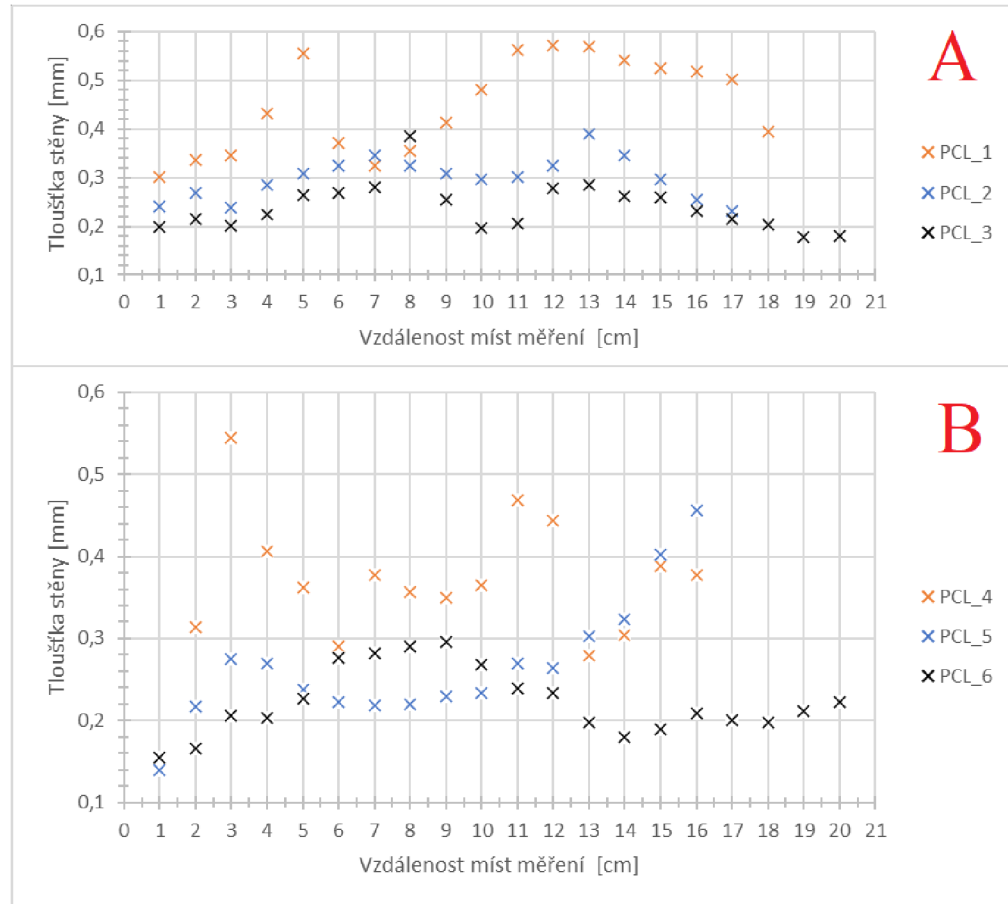 A
0,6
0,5
0,4
0,3
0,2
0,1
Tloušťka stěny [mm]
0 1 2 3 4 5 6 7 8 9 10 11 12 13 14 15 16 17 18 19 20 21
Vzdálenost míst měření [cm]
PCL_1
PCL_2
PCL_3
B
0,6
0,5
0,4
0,3
0,2
0,1
Tloušťka stěny [mm]
0 1 2 3 4 5 6 7 8 9 10 11 12 13 14 15 16 17 18 19 20 21
Vzdálenost míst měření [cm]
PCL_4
PCL_5
PCL_6